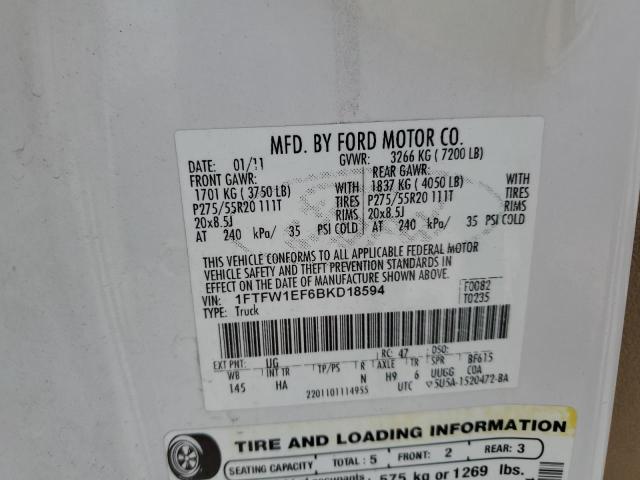 MFD. BY FORD MOTOR CO.
DATE: 01/11 GVWR: 3266 KG ( 7200 LB)
FRONT GAWR: REAR GAWR:
1701 KG ( 3750 LB) WITH 1837 KG ( 4050 LB) WITH
P275/55R20 111T TIRES P275/55R20 111T TIRES
20x8.5J RIMS 20x8.5J RIMS
AT 240 kPa/ 35 PSI COLD AT 240 kPa/ 35 PSI COLD
THIS VEHICLE CONFORMS TO ALL APPLICABLE FEDERAL MOTOR
VEHICLE SAFETY AND THEFT PREVENTION STANDARDS IN
EFFECT ON THE DATE OF MANUFACTURE SHOWN ABOVE.
VIN: 1FTFW1EF6BKD18594 F0082
TYPE: Truck T0235
EXT PNT: UG RC: 47 DSO:
WB INT TR TP/PS R AXLE TR SPR BF615
145 HA N H9 6 UUGG COA
2201101114955 UTC 5U5A-1520472-BA
TIRE AND LOADING INFORMATION
SEATING CAPACITY TOTAL: 5 FRONT: 2 REAR: 3
occupants 575 kg or 1269 lbs.